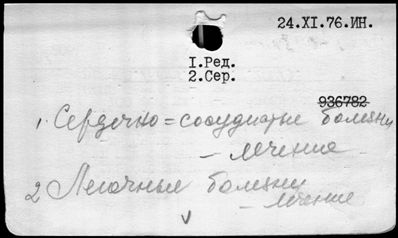 24.XI.76.ИН.
I.Ред.
2.Сер.
936782
1. Сердечно=сосудистые болезни
– лечение
2 Легочные болезни
– лечение